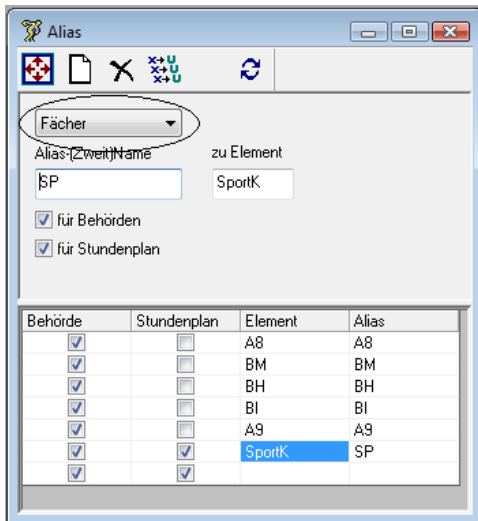 Alias
Fächer
Alias-(Zweit)Name zu Element
SP SportK
für Behörden
für Stundenplan
Behörde Stundenplan Element Alias
A8 A8
BM BM
BH BH
BI BI
A9 A9
SportK SP